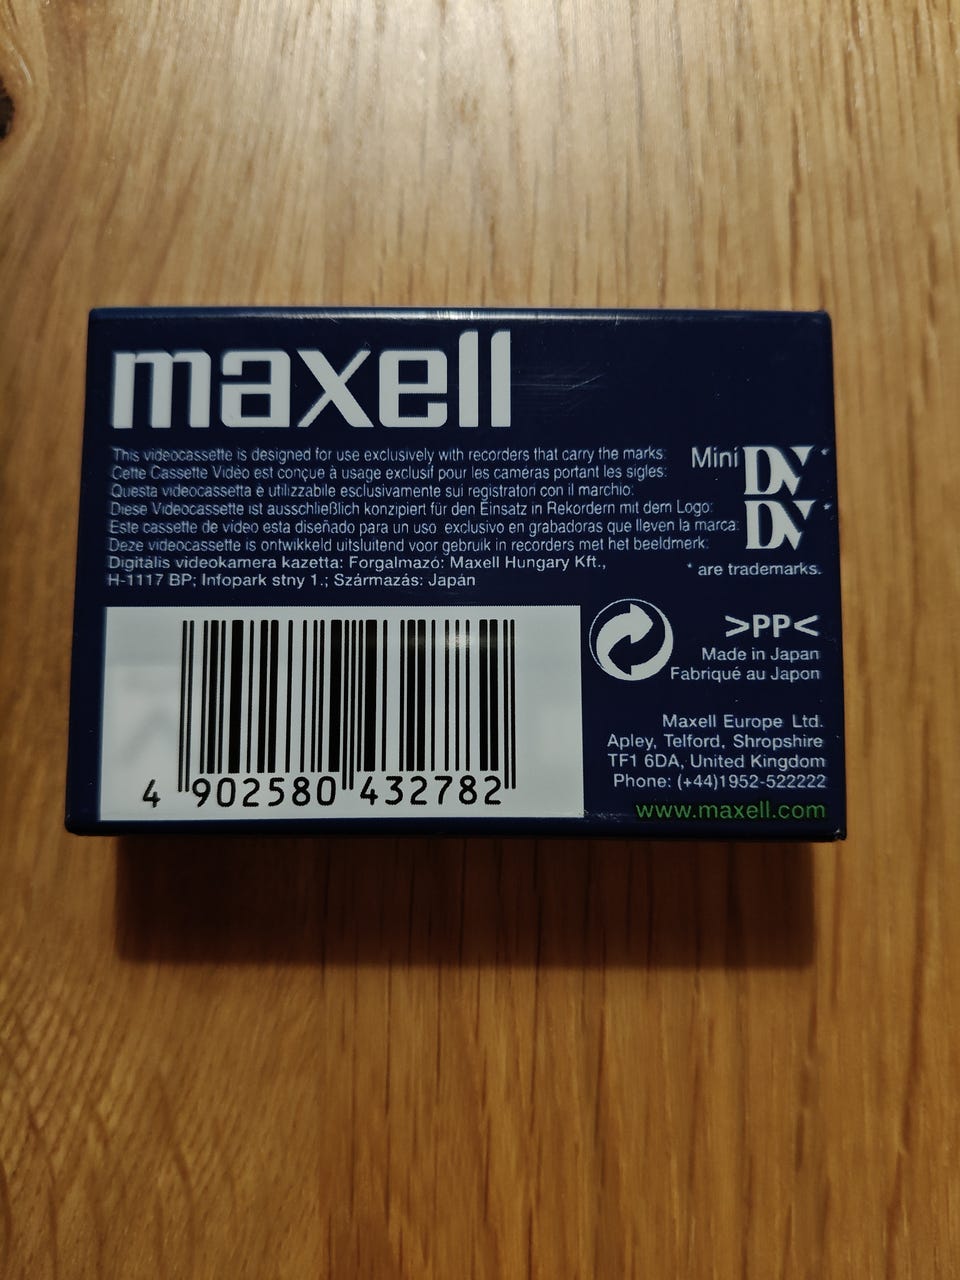 maxell
This videocassette is designed for use exclusively with recorders that carry the marks:
Cette Cassette Vidéo est conçue à usage exclusif pour les caméras portant les sigles:
Questa videocassetta è utilizzabile esclusivamente sui registratori con il marchio:
Diese Videocassette ist ausschließlich konzipiert für den Einsatz in Rekordern mit dem Logo:
Este cassette de video esta diseñado para un uso exclusivo en grabadoras que lleven la marca:
Deze videocassette is ontwikkeld uitsluitend voor gebruik in recorders met het beeldmerk:
Digitális videokamera kazetta: Forgalmazó: Maxell Hungary Kft.,
H-1117 BP; Infopark stny 1.; Származás: Japán
Mini DV *
DV *
* are trademarks.
>PP<
Made in Japan
Fabriqué au Japon
Maxell Europe Ltd.
Apley, Telford, Shropshire
TF1 6DA, United Kingdom
Phone: (+44)1952-522222
www.maxell.com
4 902580 432782